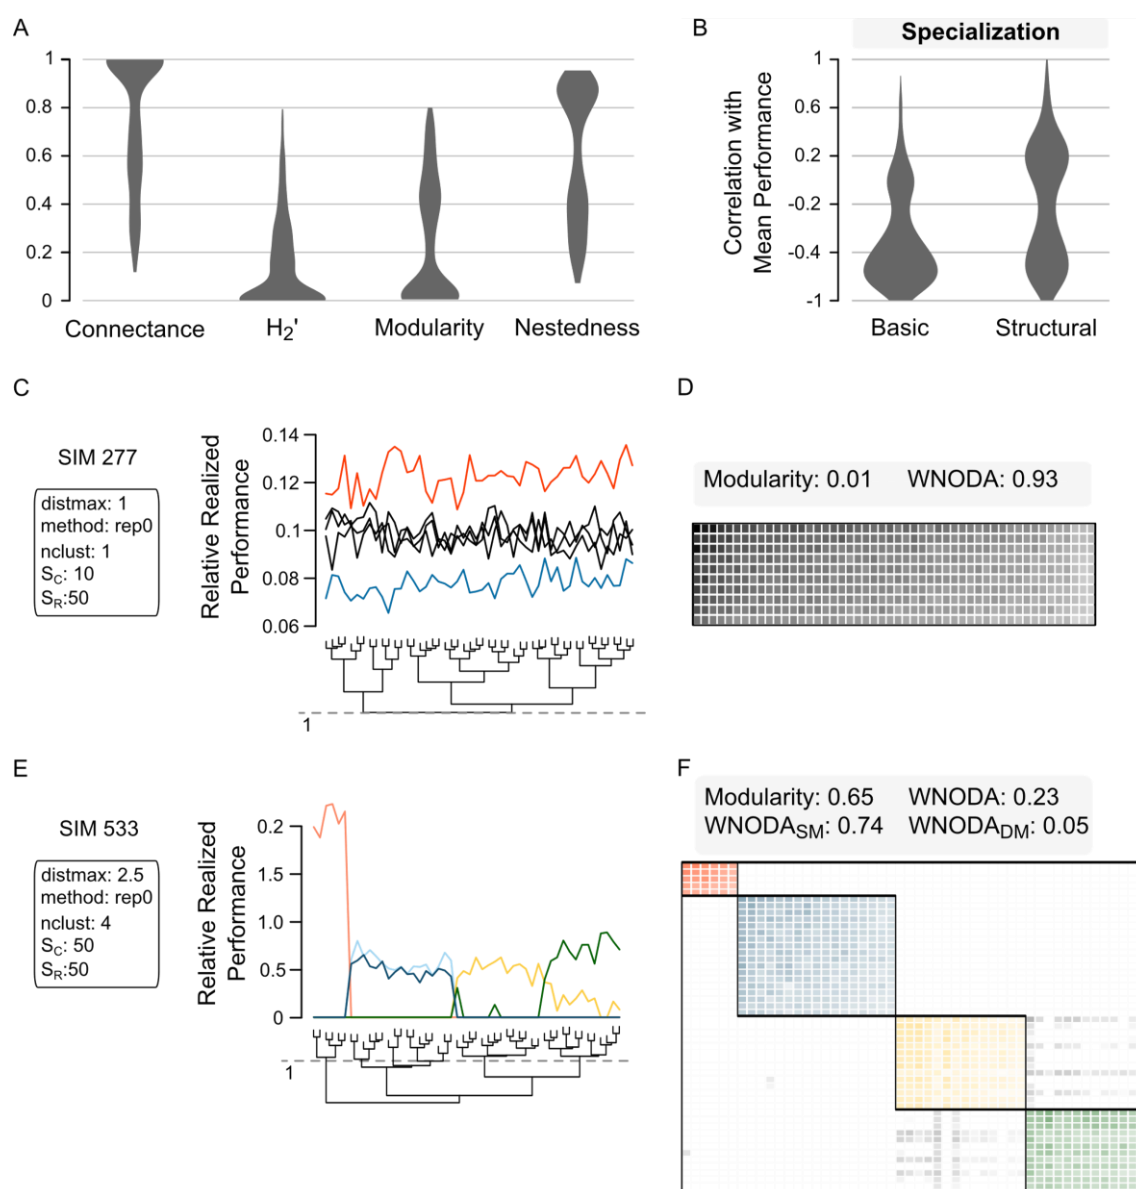 A
1
0.8
0.6
0.4
0.2
0
Connectance
H2'
Modularity
Nestedness
B
Specialization
Correlation with
Mean Performance
1
0.6
0.2
-0.2
-0.4
-1
Basic
Structural
C
SIM 277
distmax: 1
method: rep0
nclust: 1
SC: 10
SR:50
Relative Realized
Performance
0.14
0.12
0.1
0.08
0.06
1
D
Modularity: 0.01 WNODA: 0.93
E
SIM 533
distmax: 2.5
method: rep0
nclust: 4
SC: 50
SR:50
Relative Realized
Performance
0.2
1.0
0.5
0
1
F
Modularity: 0.65 WNODA: 0.23
WNODASM: 0.74 WNODADM: 0.05